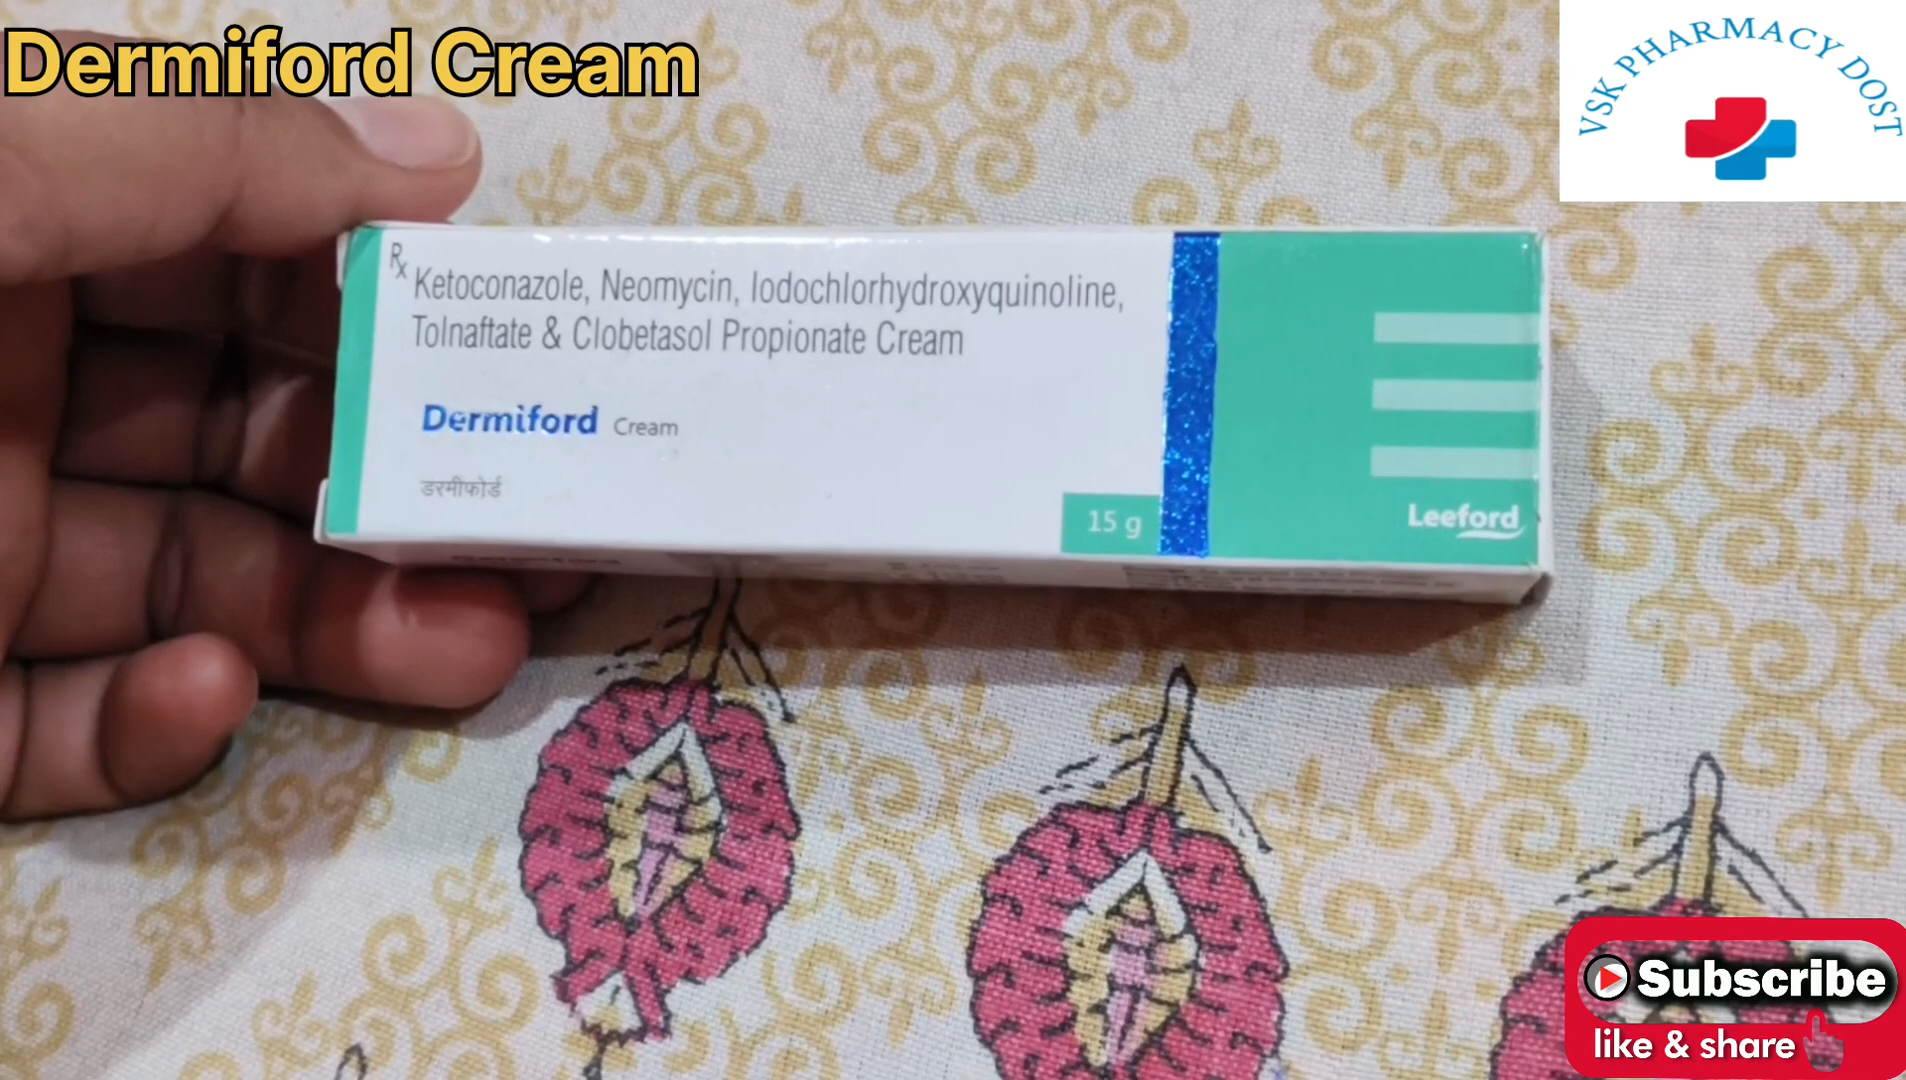 Dermiford Cream
VSK PHARMACY DOST
Rx
Ketoconazole, Neomycin, Iodochlorhydroxyquinoline,
Tolnaftate & Clobetasol Propionate Cream
Dermiford Cream
डरमीफोर्ड
15 g
Leeford
Subscribe
like & share